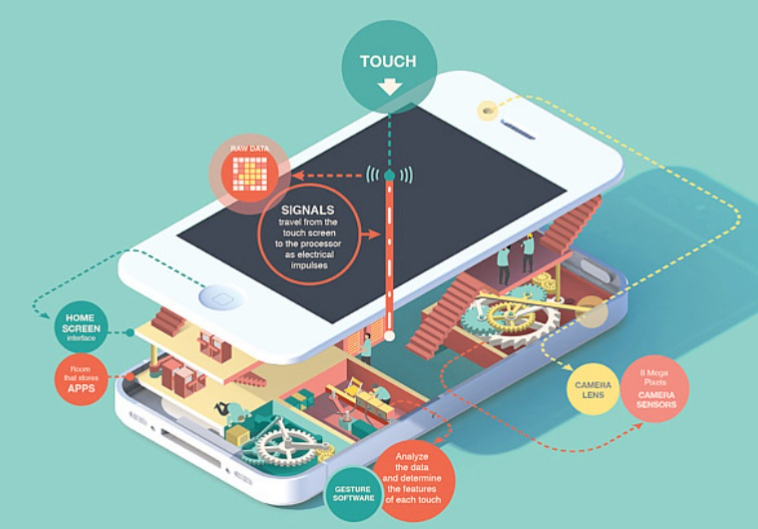 TOUCH
RAW DATA
SIGNALS
travel from the
touch screen
to the processor
as electrical
impulses
HOME
SCREEN
interface
Room
that stores
APPS
CAMERA
LENS
8 Mega
Pixels
CAMERA
SENSORS
GESTURE
SOFTWARE
Analyze
the data
and determine
the features
of each touch